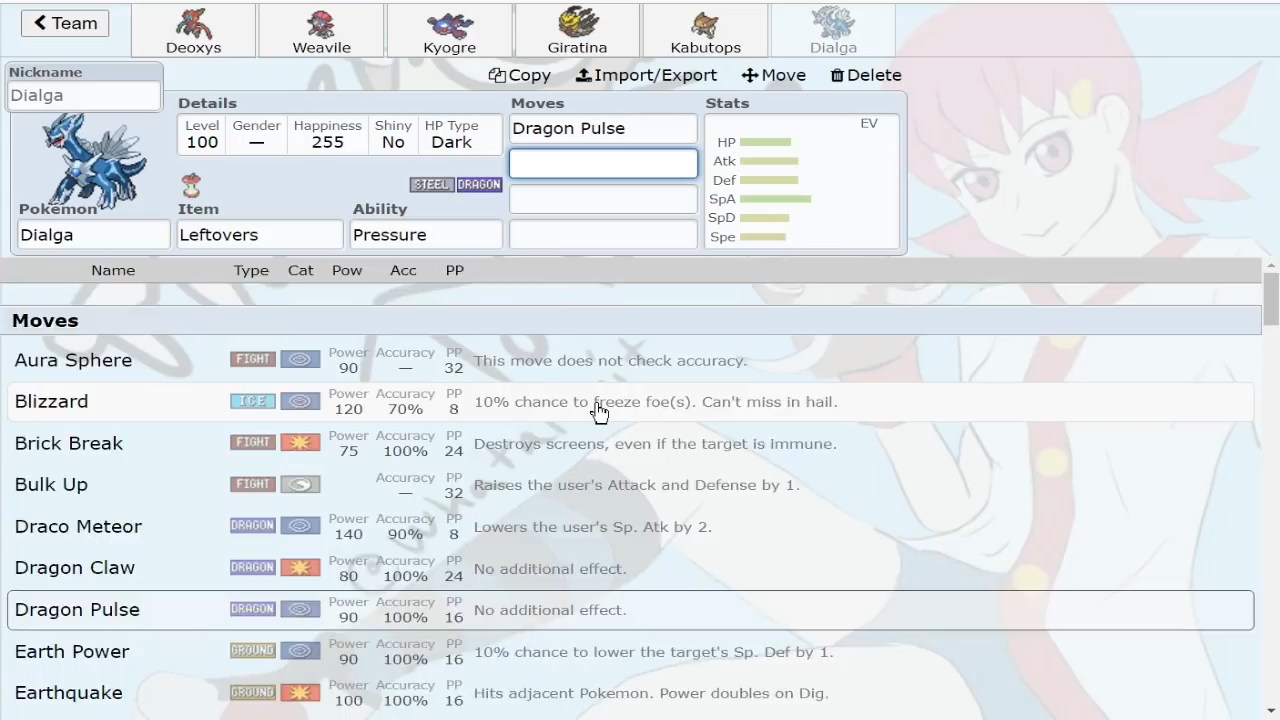 Team
Deoxys
Weavile
Kyogre
Giratina
Kabutops
Dialga
Copy Import/Export Move Delete
Nickname
Dialga
Details
Level Gender Happiness Shiny HP Type
100 — 255 No Dark
STEEL DRAGON
Pokémon Item Ability
Dialga Leftovers Pressure
Moves
Dragon Pulse
Stats
EV
HP
Atk
Def
SpA
SpD
Spe
Name Type Cat Pow Acc PP
Moves
Aura Sphere FIGHT Power 90 Accuracy — PP 32 This move does not check accuracy.
Blizzard ICE Power 120 Accuracy 70% PP 8 10% chance to freeze foe(s). Can't miss in hail.
Brick Break FIGHT Power 75 Accuracy 100% PP 24 Destroys screens, even if the target is immune.
Bulk Up FIGHT Accuracy — PP 32 Raises the user's Attack and Defense by 1.
Draco Meteor DRAGON Power 140 Accuracy 90% PP 8 Lowers the user's Sp. Atk by 2.
Dragon Claw DRAGON Power 80 Accuracy 100% PP 24 No additional effect.
Dragon Pulse DRAGON Power 90 Accuracy 100% PP 16 No additional effect.
Earth Power GROUND Power 90 Accuracy 100% PP 16 10% chance to lower the target's Sp. Def by 1.
Earthquake GROUND Power 100 Accuracy 100% PP 16 Hits adjacent Pokemon. Power doubles on Dig.